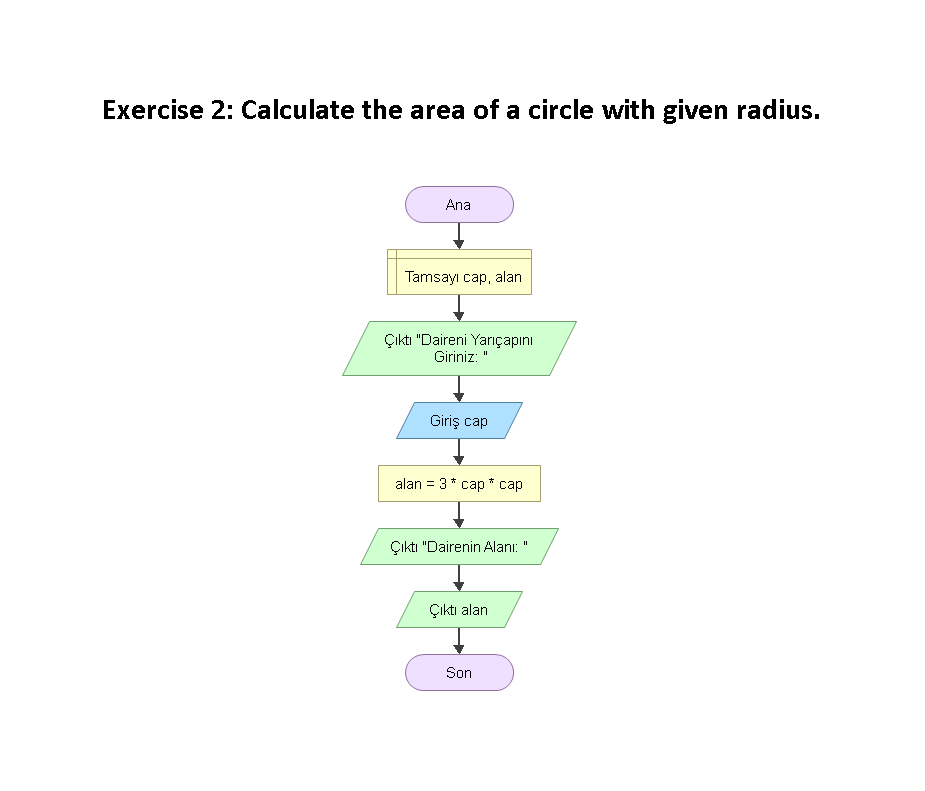 Exercise 2: Calculate the area of a circle with given radius.
Ana
Tamsayı cap, alan
Çıktı "Daireni Yarıçapını
Giriniz: "
Giriş cap
alan = 3 * cap * cap
Çıktı "Dairenin Alanı: "
Çıktı alan
Son